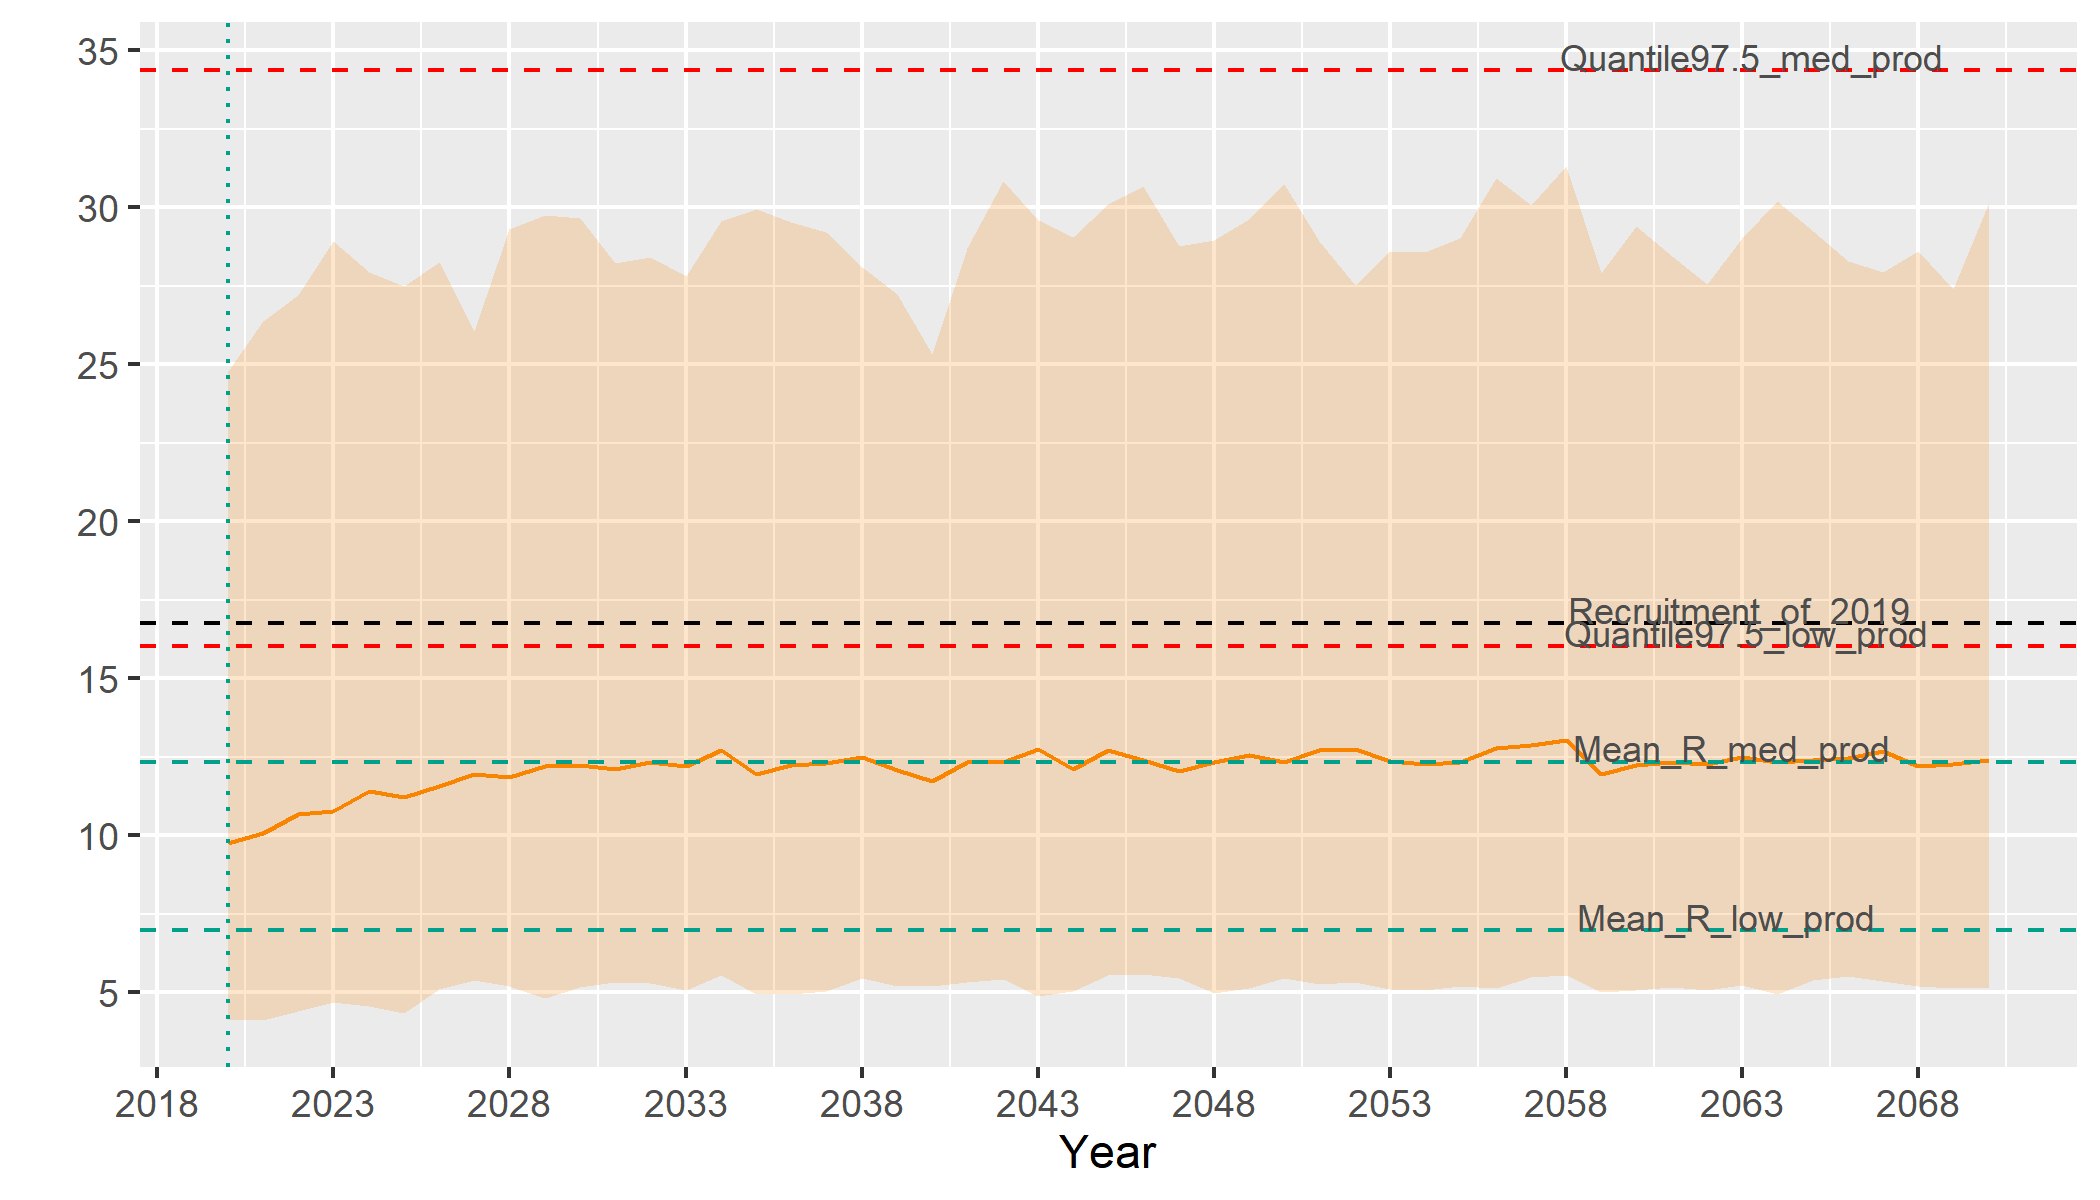 35
Quantile97.5_med_prod
30
25
20
Recruitment_of_2019
Quantile97.5_low_prod
15
Mean_R_med_prod
10
Mean_R_low_prod
5
2018 2023 2028 2033 2038 2043 2048 2053 2058 2063 2068
Year